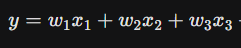 y = w₁x₁ + w₂x₂ + w₃x₃ +